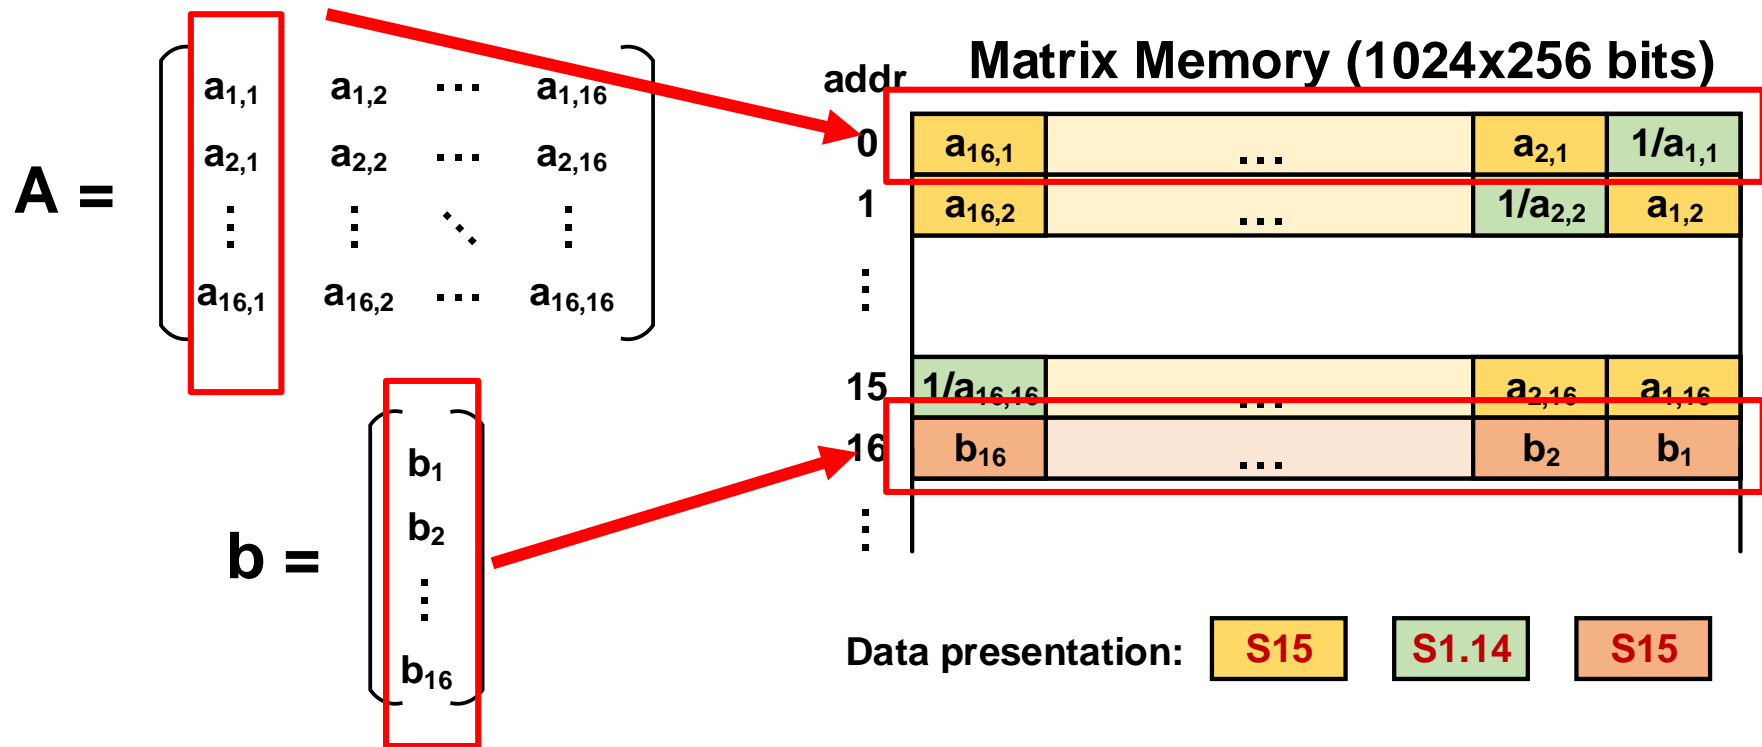 A =
a1,1 a1,2 ... a1,16
a2,1 a2,2 ... a2,16
⋮ ⋮ ⋱ ⋮
a16,1 a16,2 ... a16,16
b =
b1
b2
⋮
b16
Matrix Memory (1024x256 bits)
addr
0 a16,1 ... a2,1 1/a1,1
1 a16,2 ... 1/a2,2 a1,2
⋮
15 1/a16,16 ... a2,16 a1,16
16 b16 ... b2 b1
⋮
Data presentation: S15 S1.14 S15